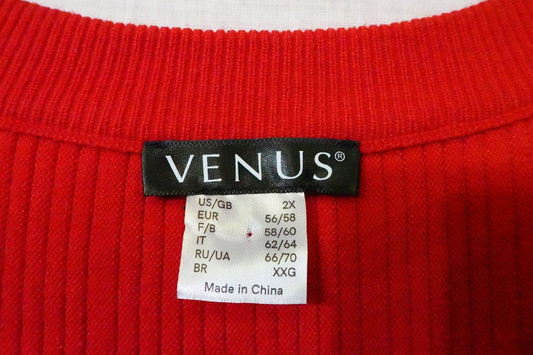 VENUS®
US/GB 2X
EUR 56/58
F/B 58/60
IT 62/64
RU/UA 66/70
BR XXG
Made in China